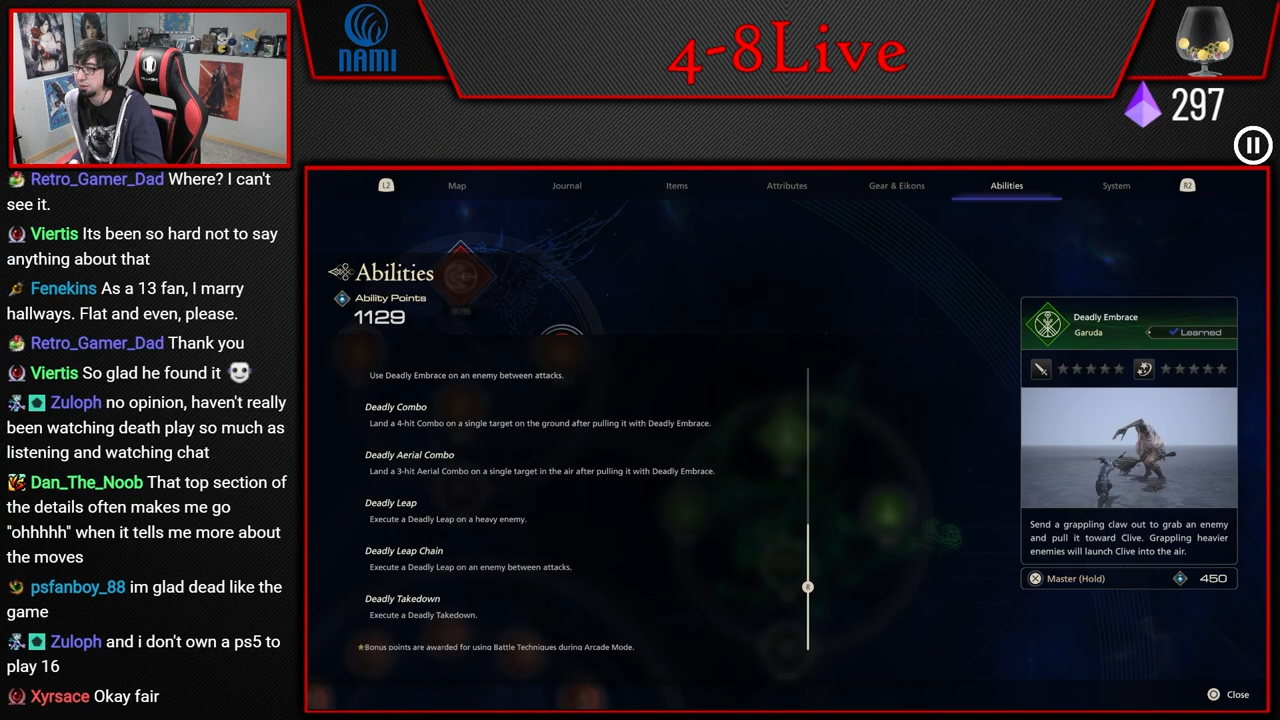 NAMI
4-8Live
297
Retro_Gamer_Dad Where? I can't
see it.
Viertis Its been so hard not to say
anything about that
Fenekins As a 13 fan, I marry
hallways. Flat and even, please.
Retro_Gamer_Dad Thank you
Viertis So glad he found it
Zuloph no opinion, haven't really
been watching death play so much as
listening and watching chat
Dan_The_Noob That top section of
the details often makes me go
"ohhhhh" when it tells me more about
the moves
psfanboy_88 im glad dead like the
game
Zuloph and i don't own a ps5 to
play 16
Xyrsace Okay fair
L2 Map Journal Items Attributes Gear & Eikons Abilities System R2
Abilities
Ability Points
1129
Use Deadly Embrace on an enemy between attacks.
Deadly Combo
Land a 4-hit Combo on a single target on the ground after pulling it with Deadly Embrace.
Deadly Aerial Combo
Land a 3-hit Aerial Combo on a single target in the air after pulling it with Deadly Embrace.
Deadly Leap
Execute a Deadly Leap on a heavy enemy.
Deadly Leap Chain
Execute a Deadly Leap on an enemy between attacks.
Deadly Takedown
Execute a Deadly Takedown.
★Bonus points are awarded for using Battle Techniques during Arcade Mode.
R
Deadly Embrace
Garuda
Learned
Send a grappling claw out to grab an enemy
and pull it toward Clive. Grappling heavier
enemies will launch Clive into the air.
Master (Hold) 450
Close